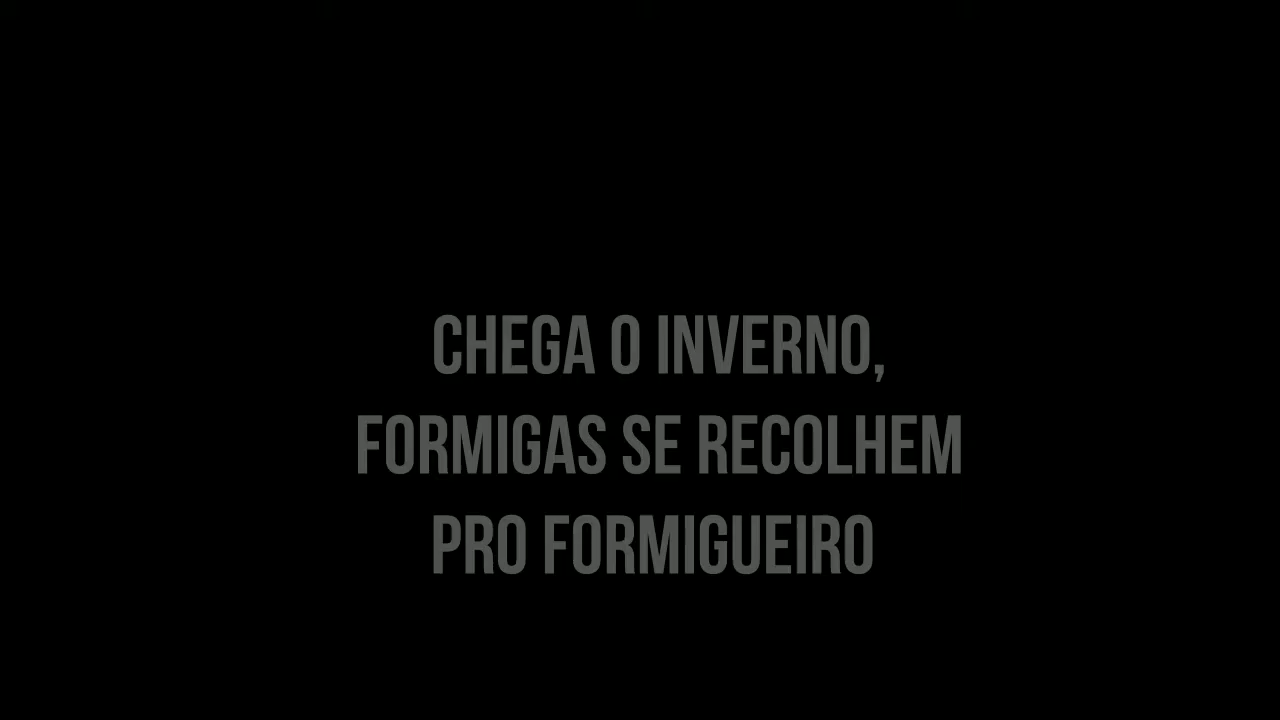 CHEGA O INVERNO,
FORMIGAS SE RECOLHEM
PRO FORMIGUEIRO